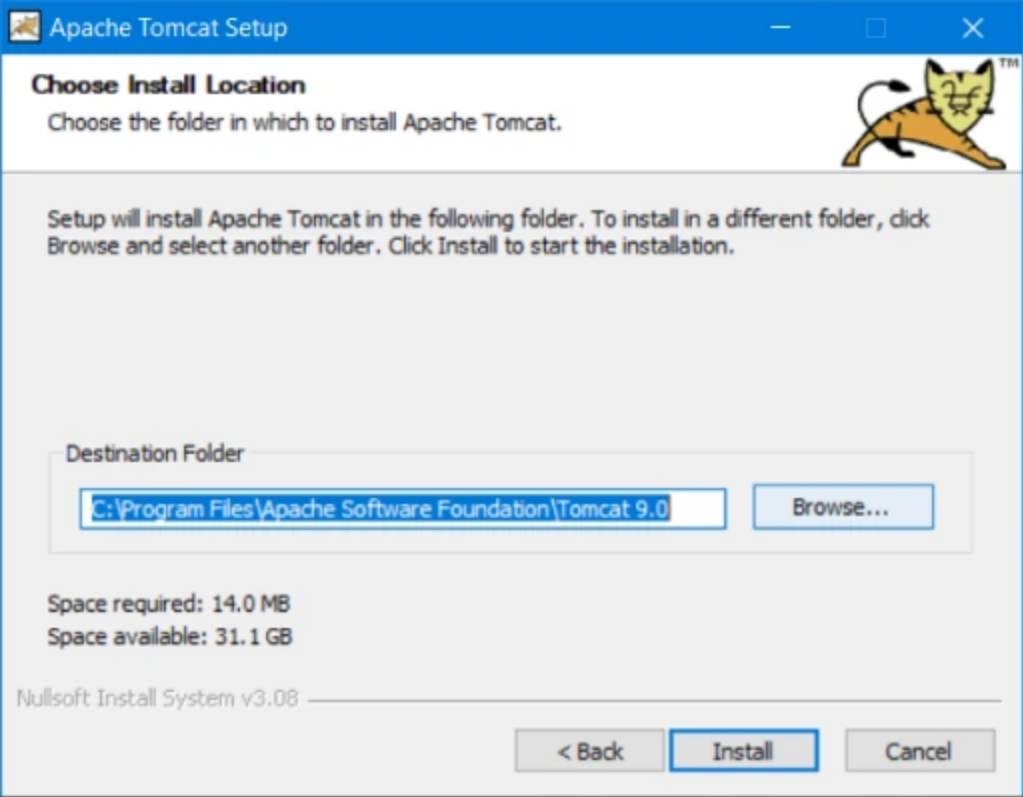 Apache Tomcat Setup
TM
Choose Install Location
Choose the folder in which to install Apache Tomcat.
Setup will install Apache Tomcat in the following folder. To install in a different folder, click
Browse and select another folder. Click Install to start the installation.
Destination Folder
C:\Program Files\Apache Software Foundation\Tomcat 9.0
Browse...
Space required: 14.0 MB
Space available: 31.1 GB
Nullsoft Install System v3.08
< Back
Install
Cancel